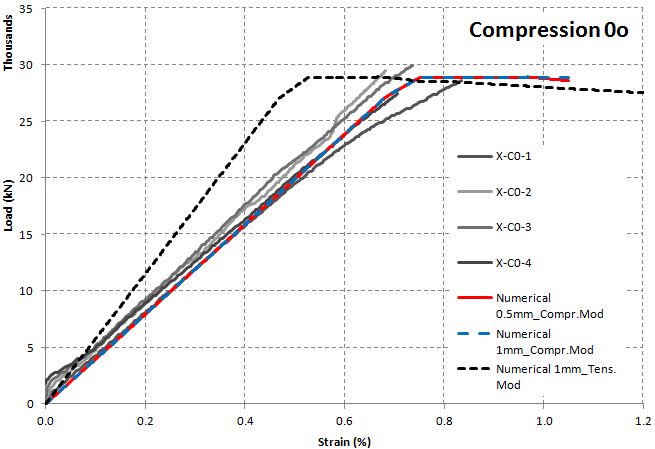 Compression 0o
Thousands
Load (kN)
35
30
25
20
15
10
5
0
0.0 0.2 0.4 0.6 0.8 1.0 1.2
Strain (%)
X-C0-1
X-C0-2
X-C0-3
X-C0-4
Numerical
0.5mm_Compr.Mod
Numerical
1mm_Compr.Mod
Numerical 1mm_Tens.
Mod